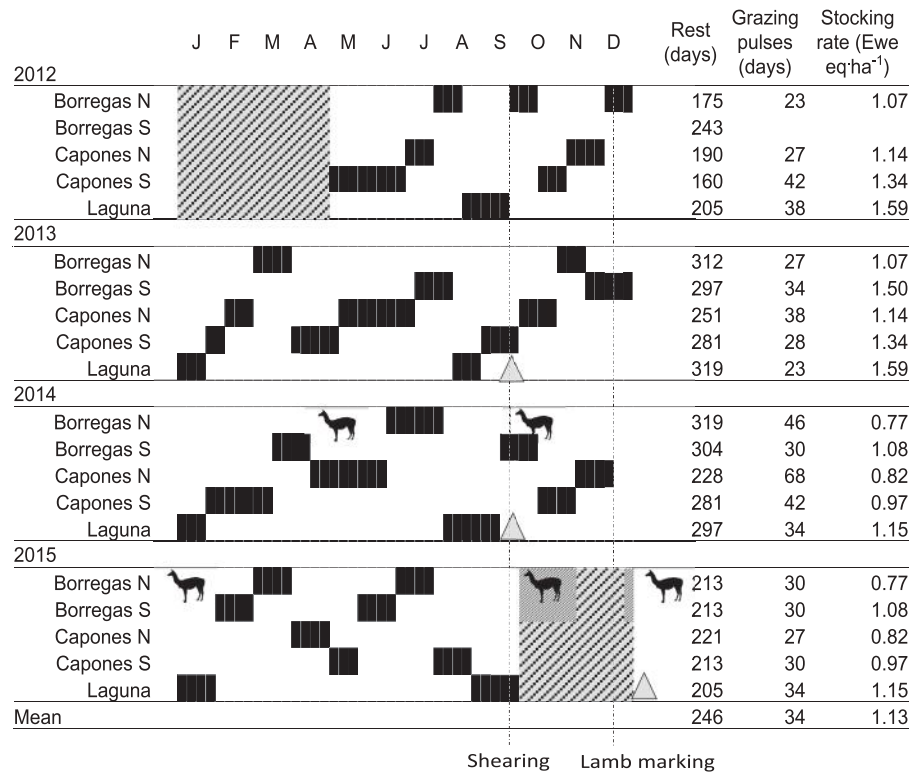 J F M A M J J A S O N D Rest (days) Grazing pulses (days) Stocking rate (Ewe eq·ha-1)
2012
Borregas N 175 23 1.07
Borregas S 243
Capones N 190 27 1.14
Capones S 160 42 1.34
Laguna 205 38 1.59
2013
Borregas N 312 27 1.07
Borregas S 297 34 1.50
Capones N 251 38 1.14
Capones S 281 28 1.34
Laguna 319 23 1.59
2014
Borregas N 319 46 0.77
Borregas S 304 30 1.08
Capones N 228 68 0.82
Capones S 281 42 0.97
Laguna 297 34 1.15
2015
Borregas N 213 30 0.77
Borregas S 213 30 1.08
Capones N 221 27 0.82
Capones S 213 30 0.97
Laguna 205 34 1.15
Mean 246 34 1.13
Shearing Lamb marking